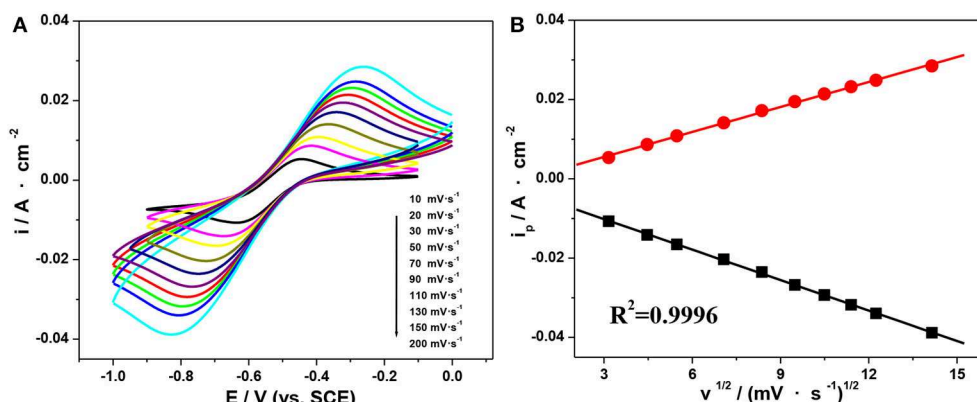 A
0.04
0.02
0.00
-0.02
-0.04
i / A · cm⁻²
10 mV·s⁻¹
20 mV·s⁻¹
30 mV·s⁻¹
50 mV·s⁻¹
70 mV·s⁻¹
90 mV·s⁻¹
110 mV·s⁻¹
130 mV·s⁻¹
150 mV·s⁻¹
200 mV·s⁻¹
-1.0 -0.8 -0.6 -0.4 -0.2 0.0
E / V (vs. SCE)
B
0.04
0.02
0.00
-0.02
-0.04
iₚ / A · cm⁻²
R²=0.9996
3 6 9 12 15
v ¹/² / (mV · s⁻¹)¹/²